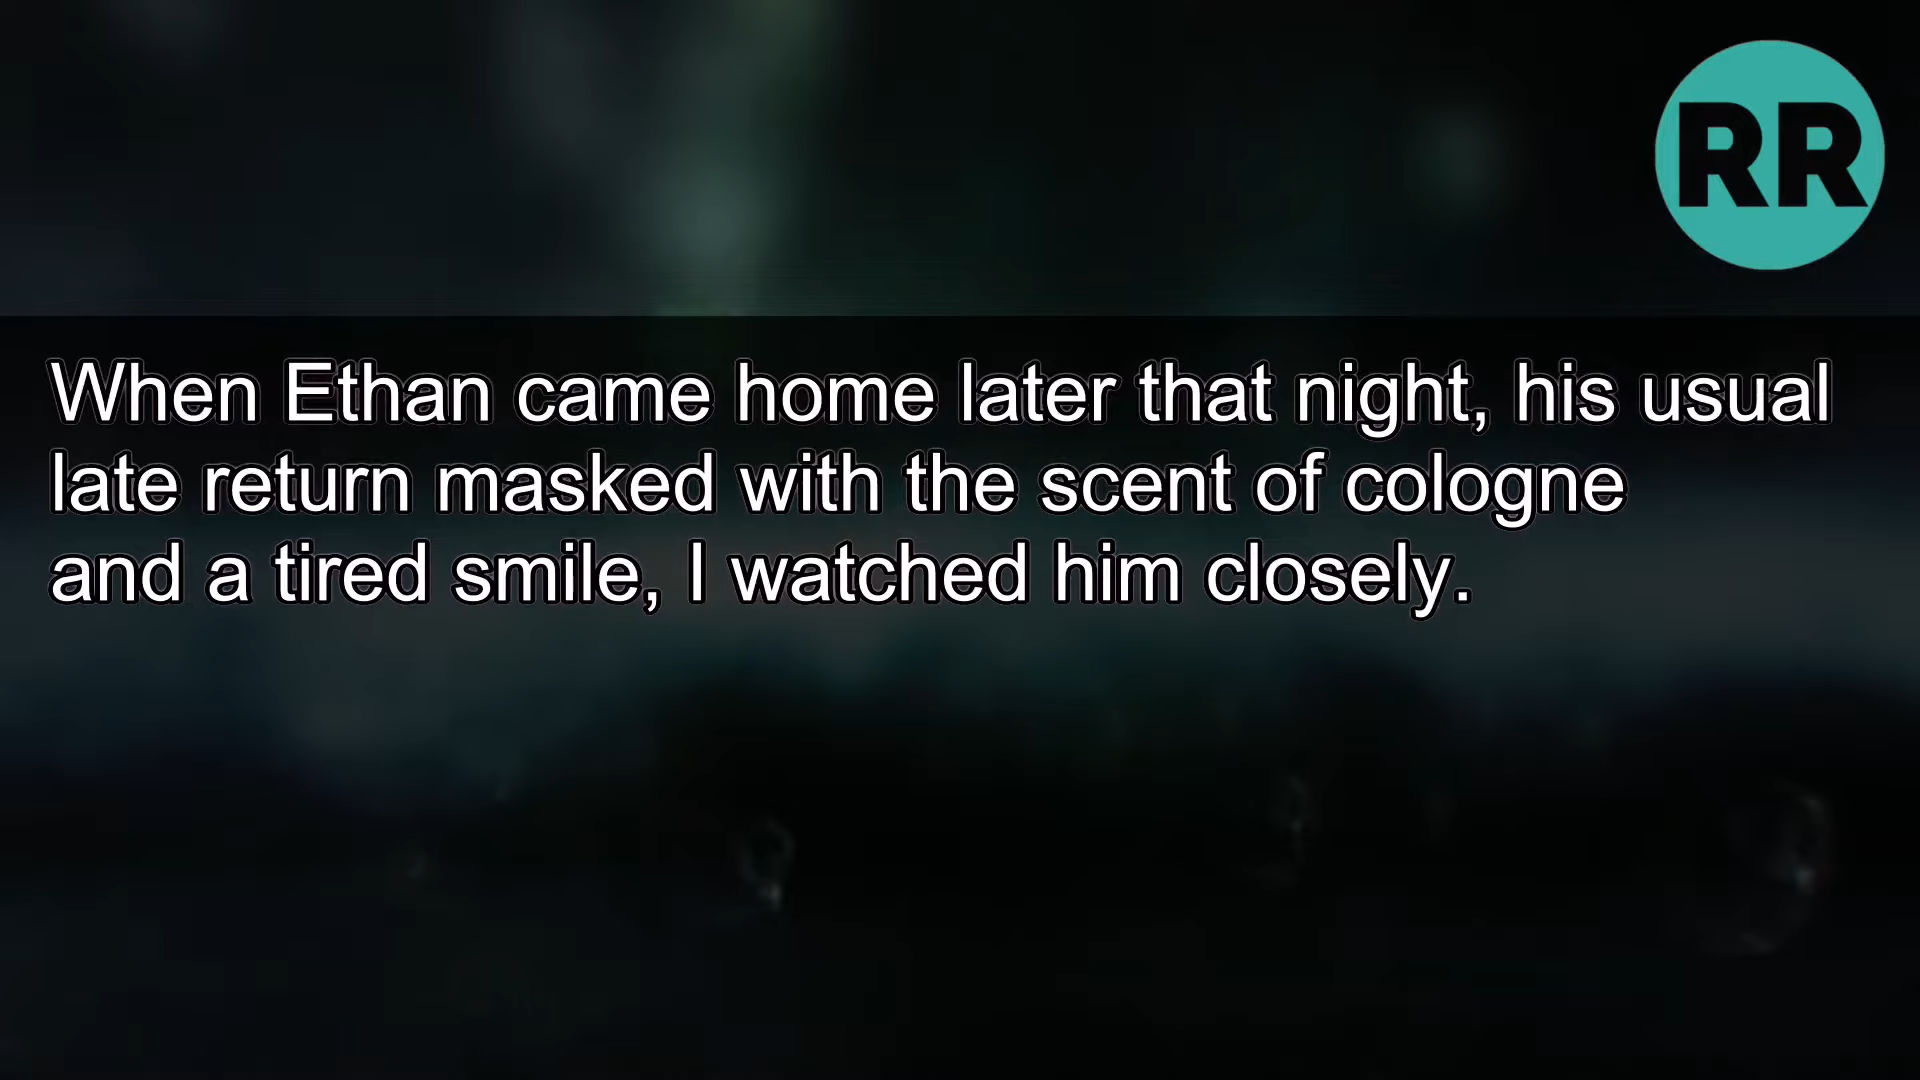 RR
When Ethan came home later that night, his usual
late return masked with the scent of cologne
and a tired smile, I watched him closely.